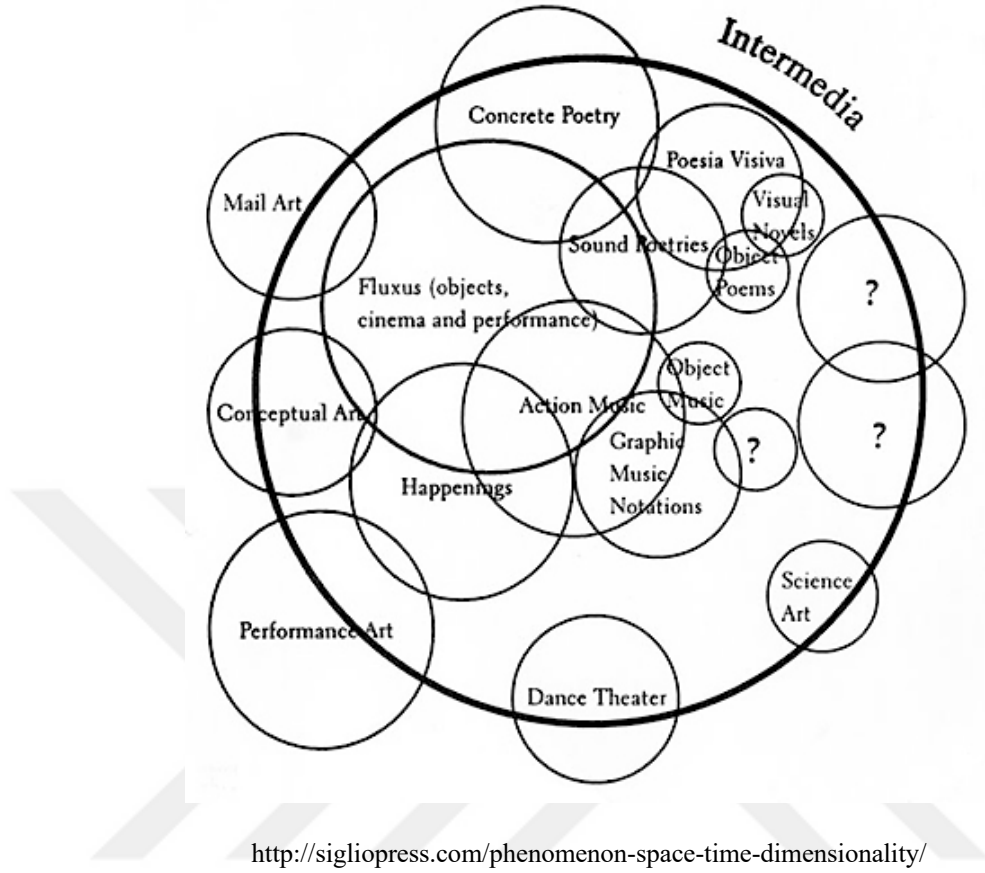 Intermedia
Concrete Poetry
Poesia Visiva
Mail Art
Visual
Novels
Sound Poetries
Object
Poems
Fluxus (objects,
cinema and performance)
?
Object
Music
Conceptual Art
Action Music
?
Graphic
Music
Notations
?
Happenings
Science
Art
Performance Art
Dance Theater
http://sigliopress.com/phenomenon-space-time-dimensionality/